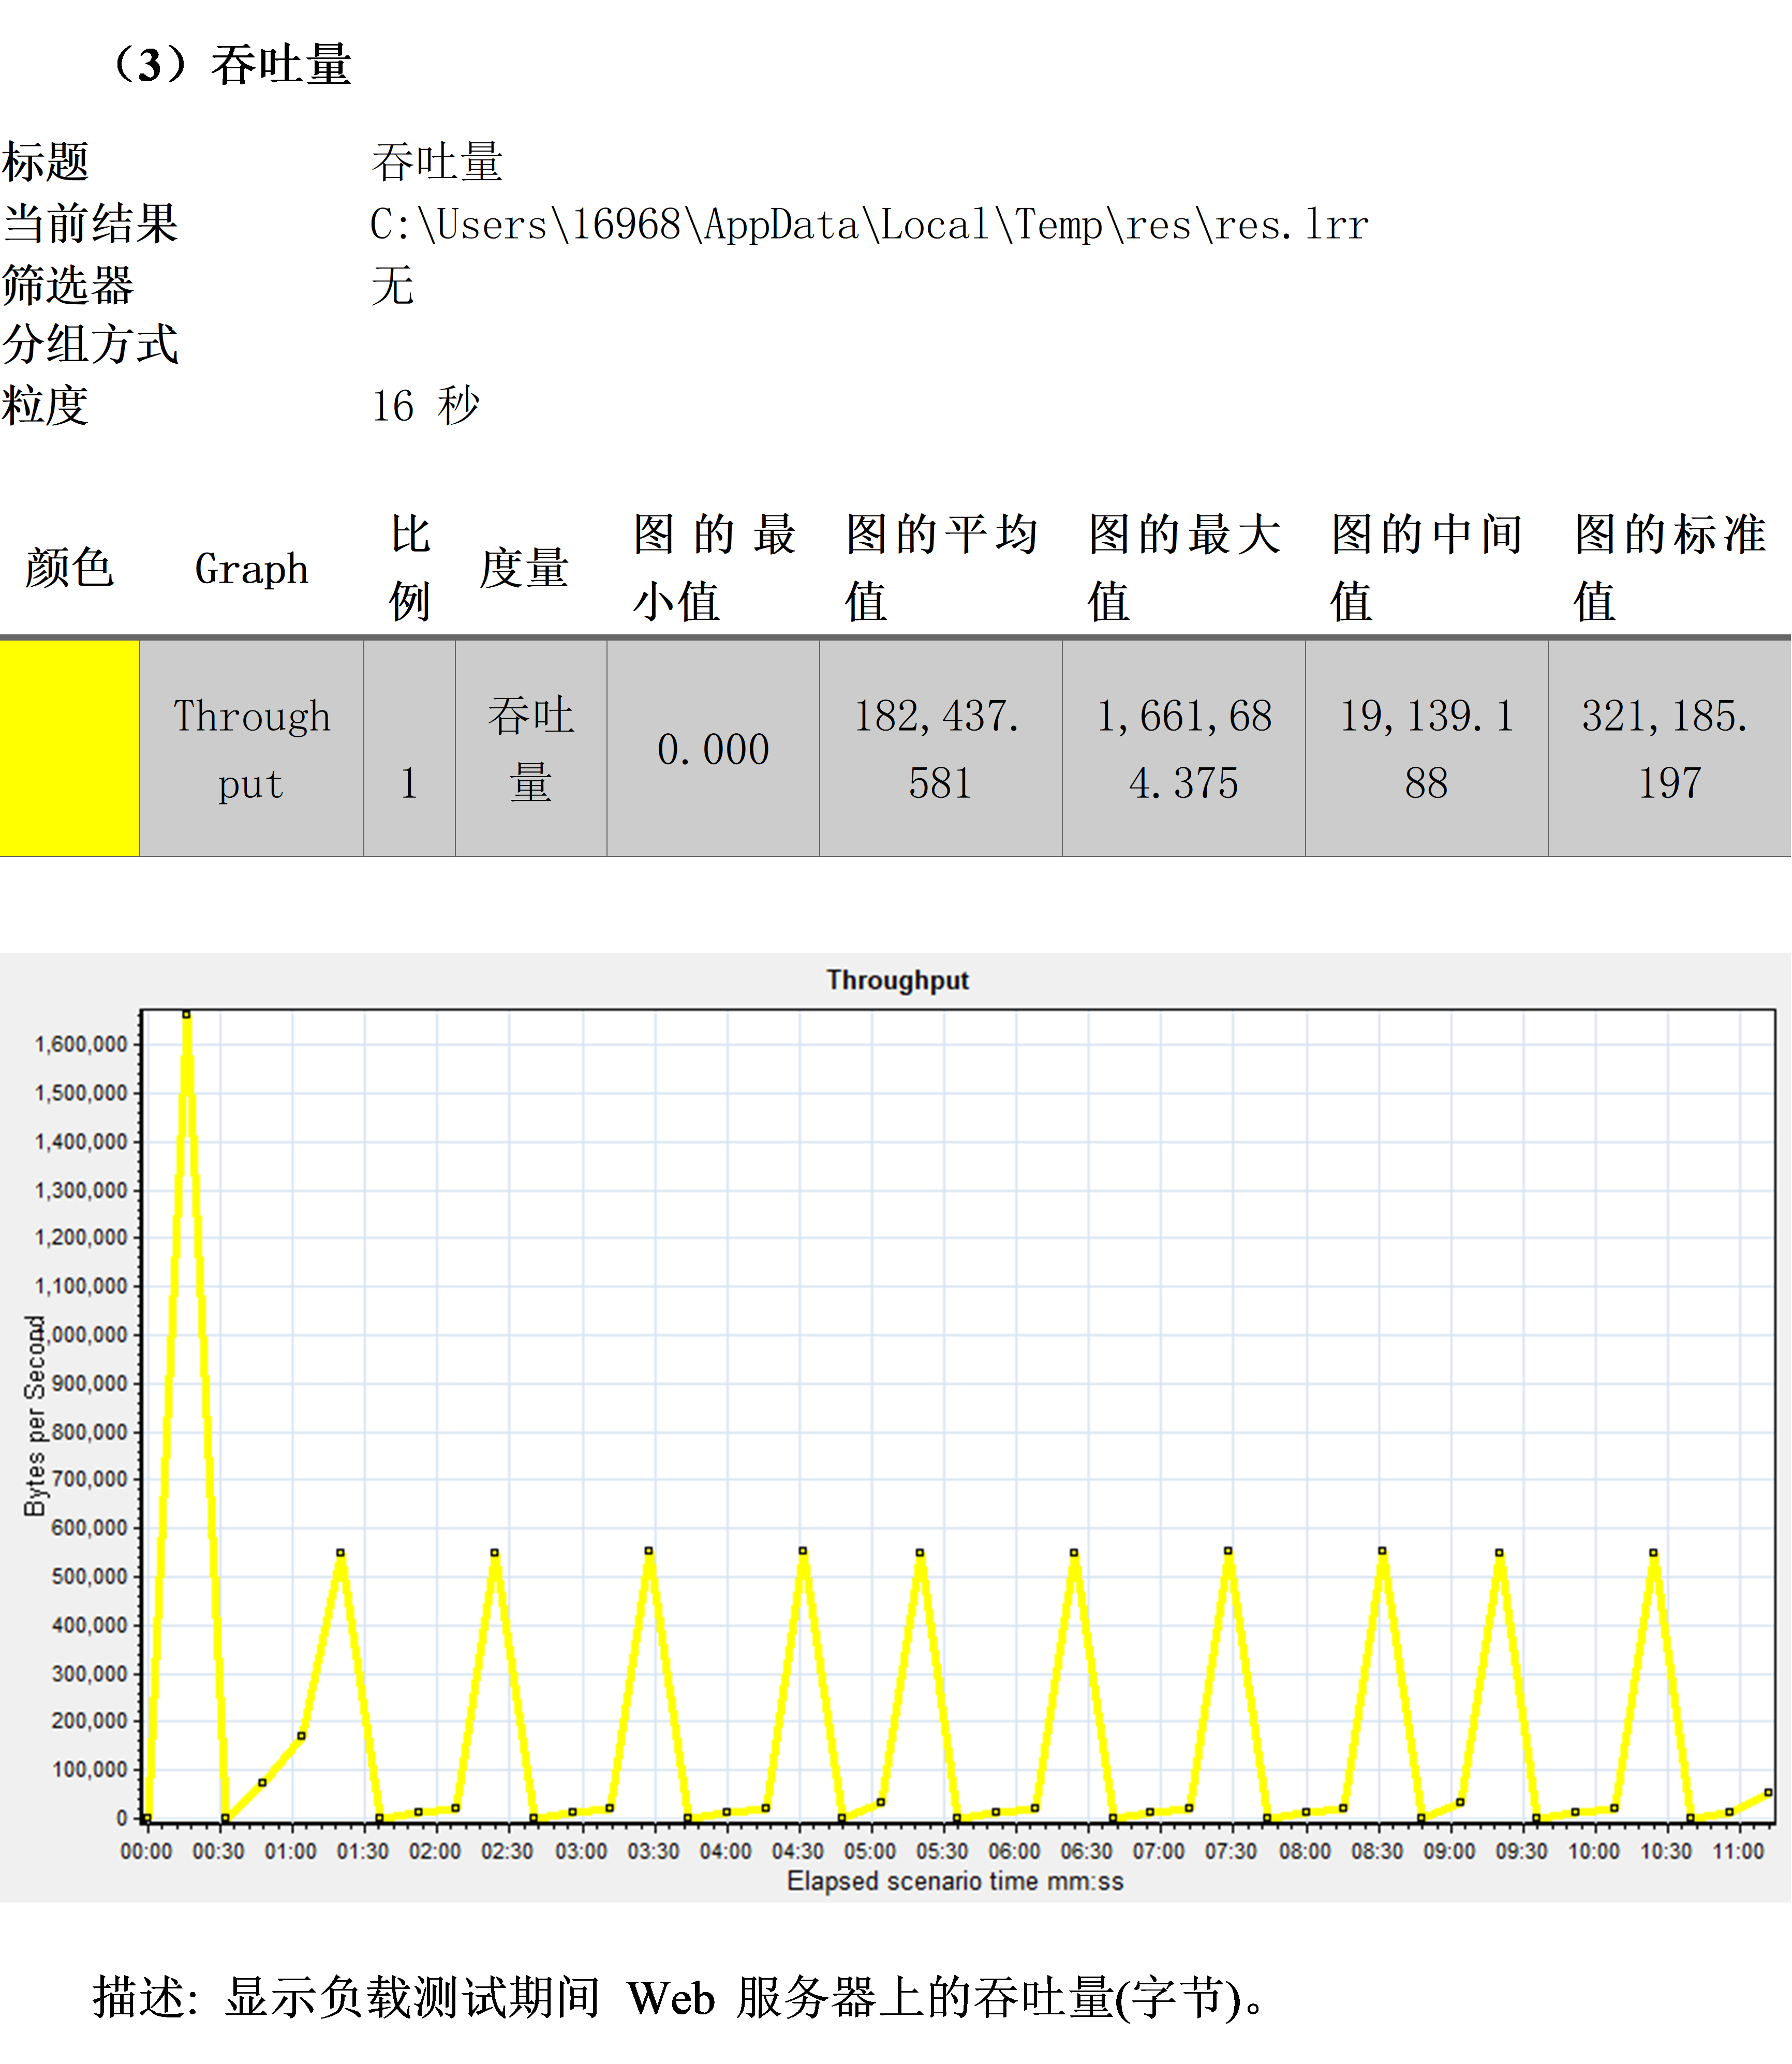 （3）吞吐量
标题 吞吐量
当前结果 C:\Users\16968\AppData\Local\Temp\res\res.lrr
筛选器 无
分组方式
粒度 16 秒
颜色 Graph 比例 度量 图的最小值 图的平均值 图的最大值 图的中间值 图的标准值
Throughput 1 吞吐量 0.000 182,437.581 1,661,684.375 19,139.188 321,185.197
Throughput
Bytes per Second
1,600,000
1,500,000
1,400,000
1,300,000
1,200,000
1,100,000
,000,000
900,000
800,000
700,000
600,000
500,000
400,000
300,000
200,000
100,000
0
00:00 00:30 01:00 01:30 02:00 02:30 03:00 03:30 04:00 04:30 05:00 05:30 06:00 06:30 07:00 07:30 08:00 08:30 09:00 09:30 10:00 10:30 11:00
Elapsed scenario time mm:ss
描述: 显示负载测试期间 Web 服务器上的吞吐量(字节)。